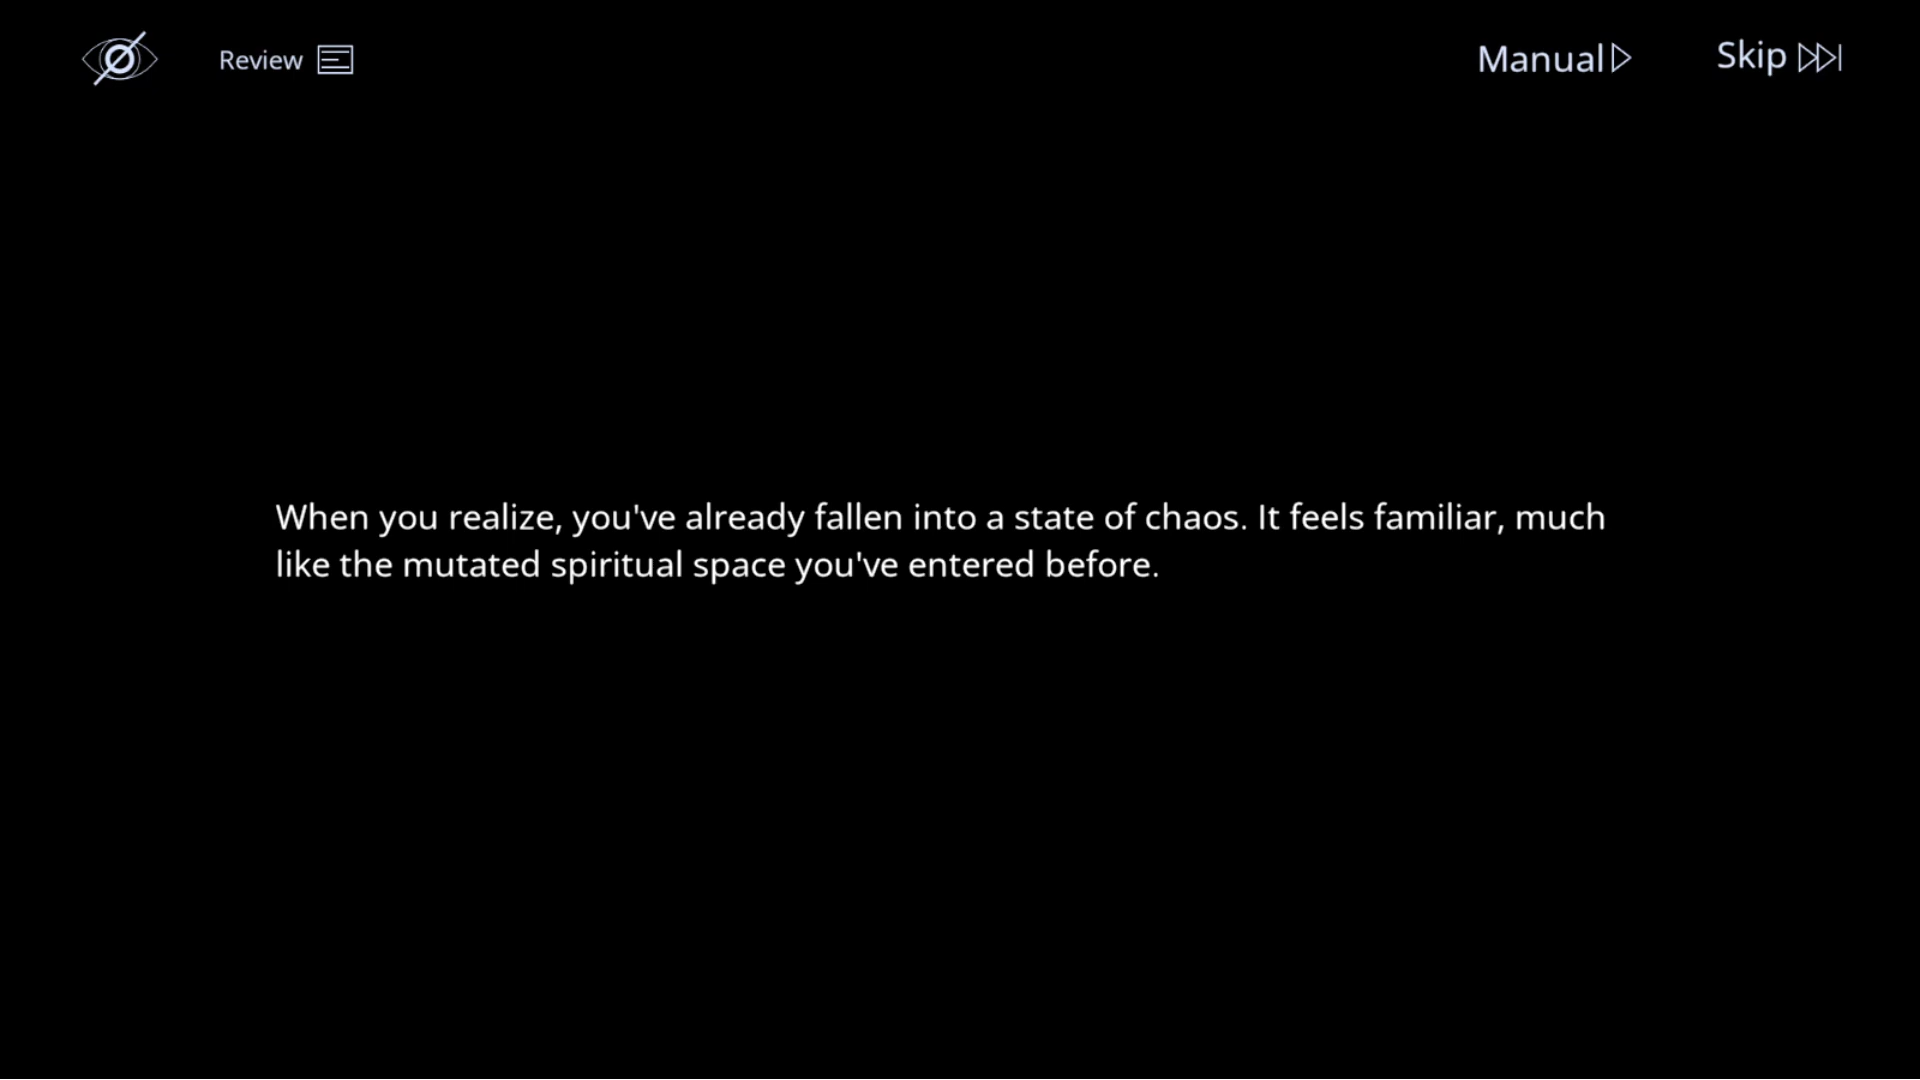 Review
Manual
Skip
When you realize, you've already fallen into a state of chaos. It feels familiar, much
like the mutated spiritual space you've entered before.